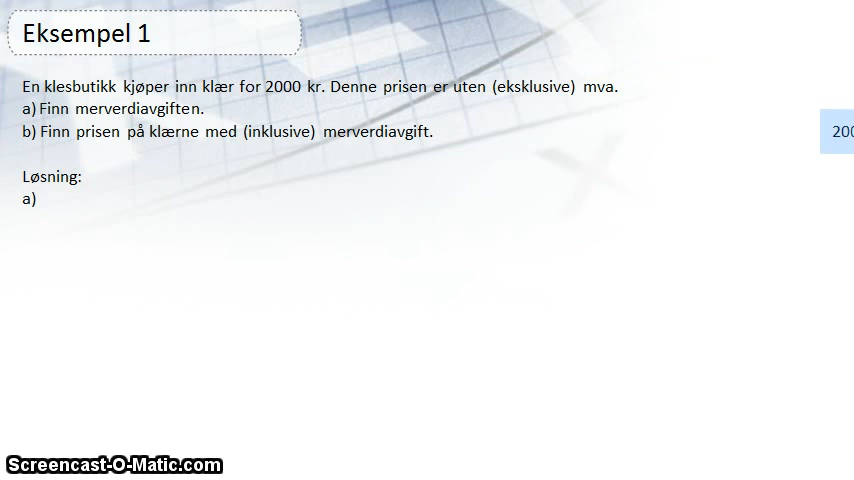 Eksempel 1
En klesbutikk kjøper inn klær for 2000 kr. Denne prisen er uten (eksklusive) mva.
a) Finn merverdiavgiften.
b) Finn prisen på klærne med (inklusive) merverdiavgift.
Løsning:
a)
Screencast-O-Matic.com